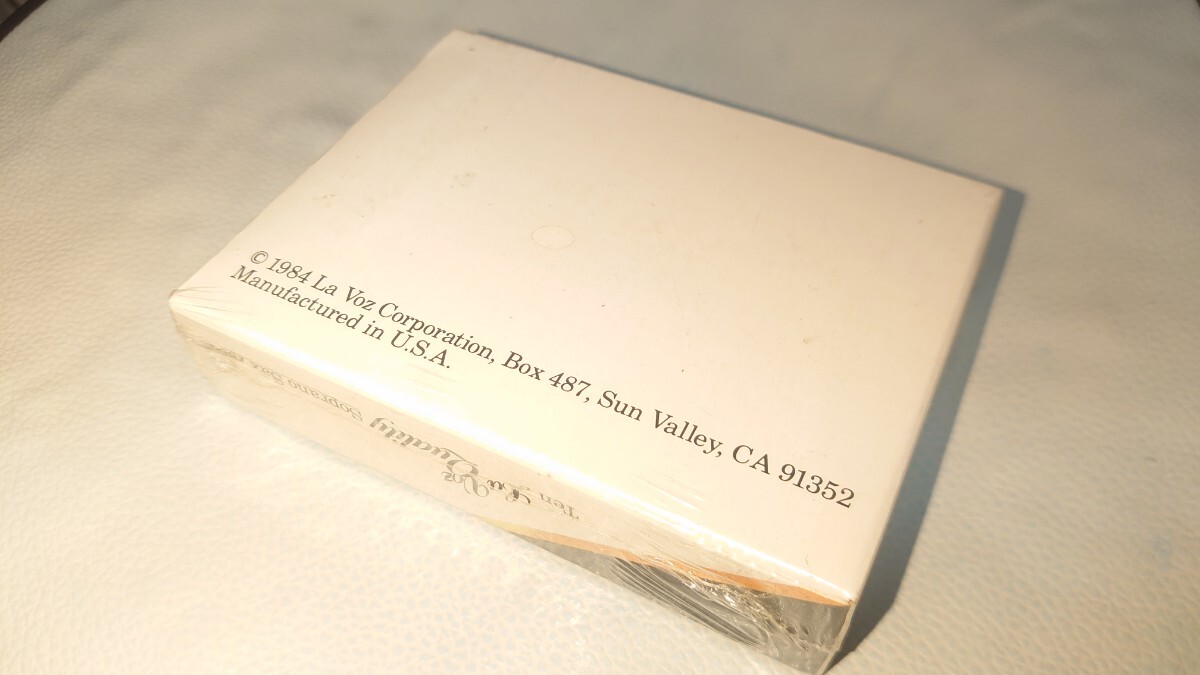 © 1984 La Voz Corporation, Box 487, Sun Valley, CA 91352
Manufactured in U.S.A.
Ten La Voz Quality Soprano Sax